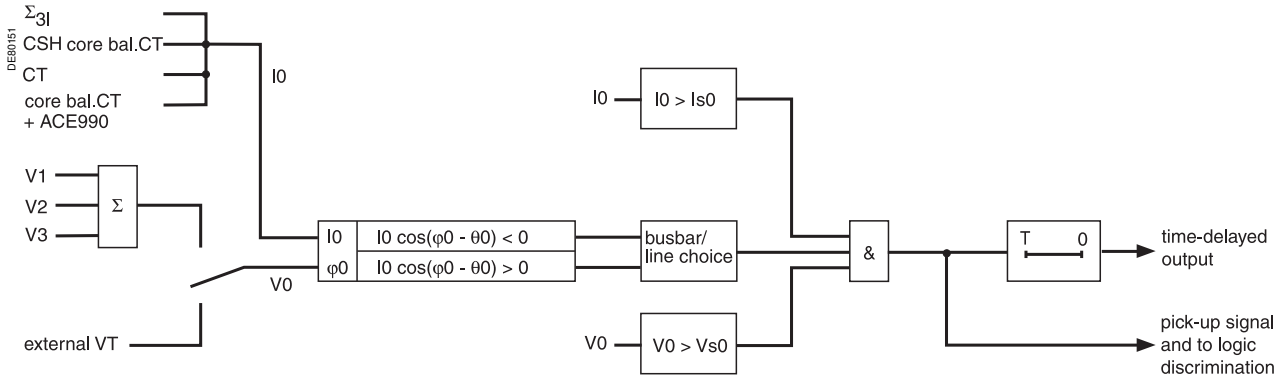 DE80151
Σ3I
CSH core bal.CT
CT
core bal.CT
+ ACE990
I0
V1
V2
V3
Σ
V0
external VT
I0
I0 cos(φ0 - θ0) < 0
φ0
I0 cos(φ0 - θ0) > 0
I0
I0 > Is0
busbar/
line choice
V0
V0 > Vs0
&
T
0
time-delayed
output
pick-up signal
and to logic
discrimination